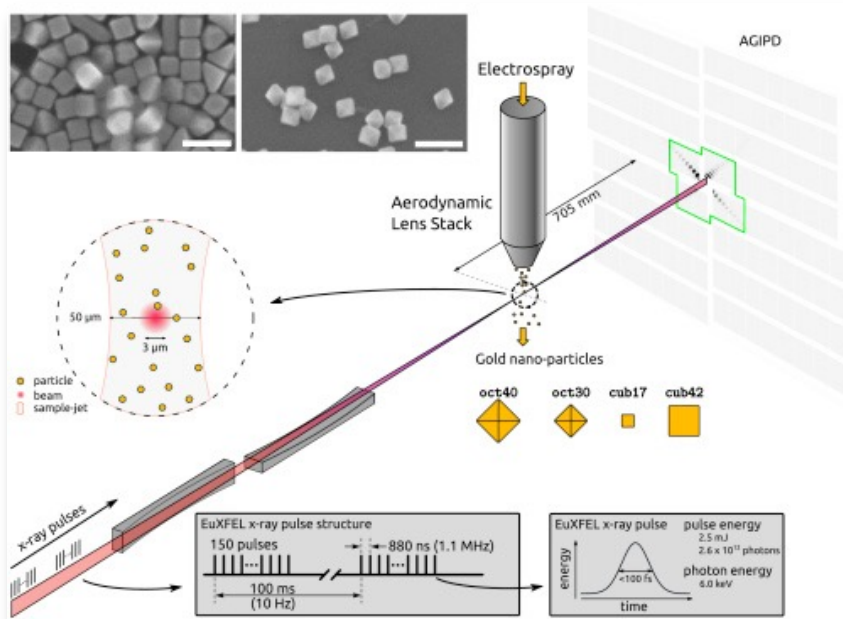 AGIPD
Electrospray
Aerodynamic
Lens Stack
705 mm
50 µm
3 µm
particle
beam
sample-jet
Gold nano-particles
oct40 oct30 cub17 cub42
x-ray pulses
EuXFEL x-ray pulse structure
150 pulses
880 ns (1.1 MHz)
100 ms
(10 Hz)
EuXFEL x-ray pulse
energy
<100 fs
time
pulse energy
2.5 mJ
2.6 x 10¹² photons
photon energy
6.0 keV